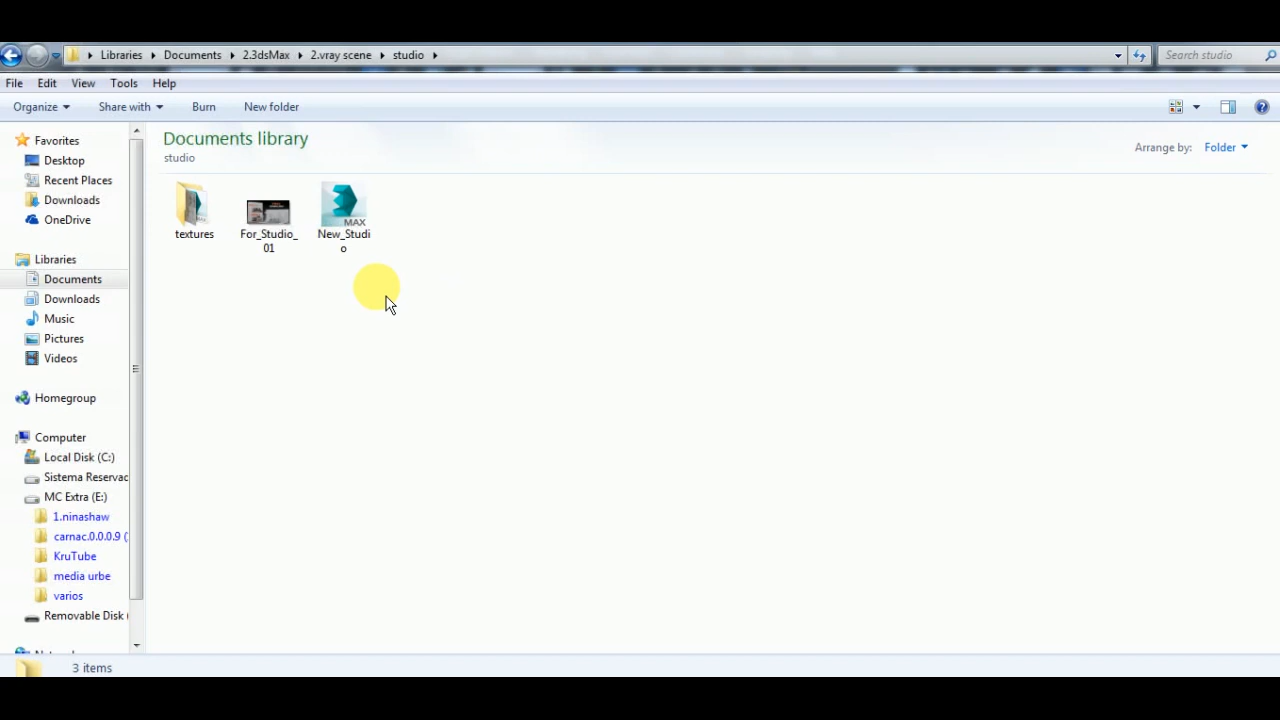 Libraries Documents 2.3dsMax 2.vray scene studio
Search studio
File Edit View Tools Help
Organize Share with Burn New folder
Documents library
studio
Arrange by: Folder
textures
For_Studio_
01
New_Studi
o
MAX
Favorites
Desktop
Recent Places
Downloads
OneDrive
Libraries
Documents
Downloads
Music
Pictures
Videos
Homegroup
Computer
Local Disk (C:)
Sistema Reservac
MC Extra (E:)
1.ninashaw
carnac.0.0.0.9 (
KruTube
media urbe
varios
Removable Disk (
3 items